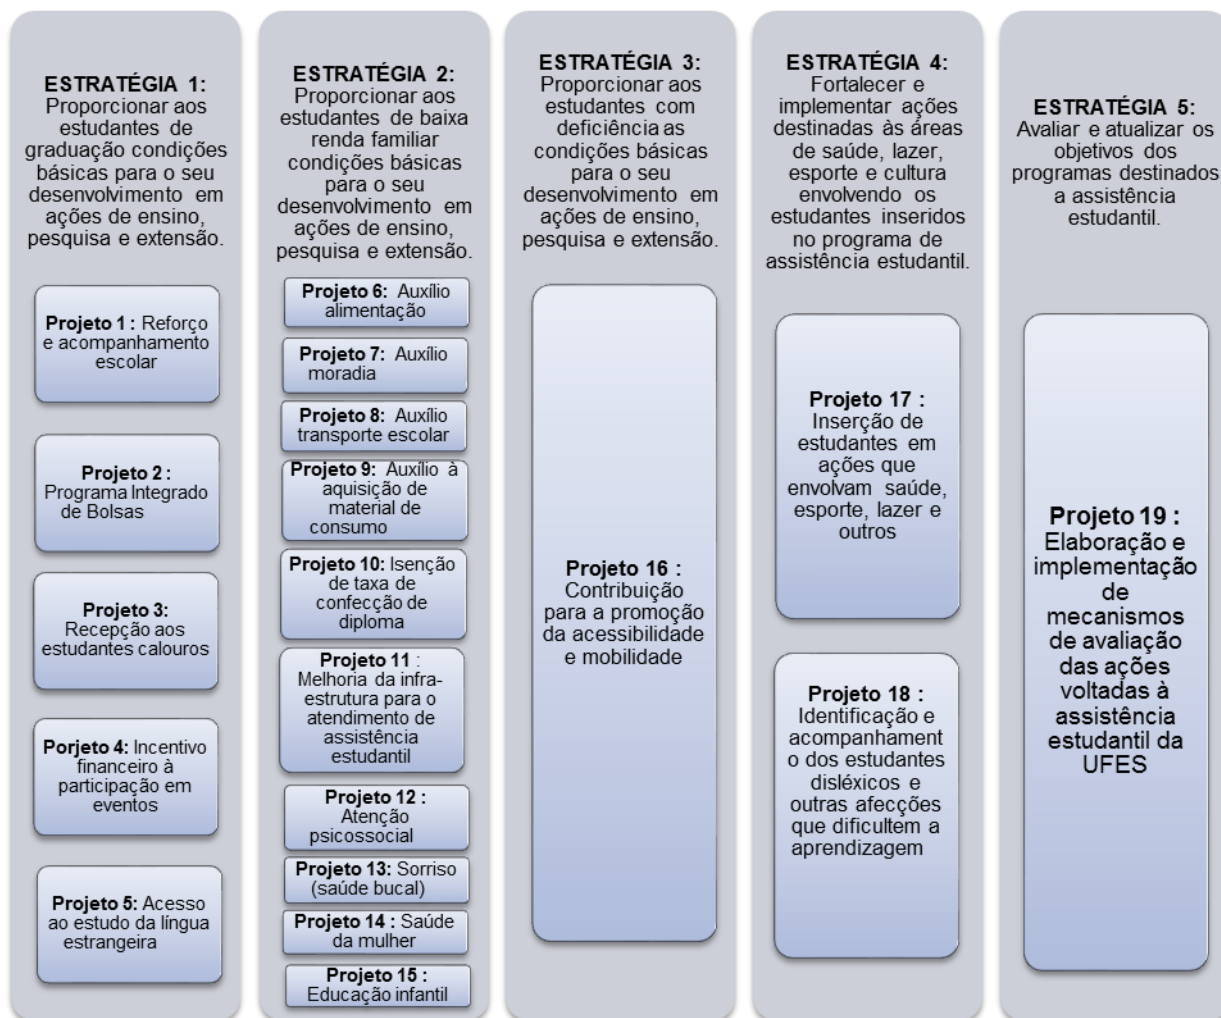 ESTRATÉGIA 1:
Proporcionar aos
estudantes de
graduação condições
básicas para o seu
desenvolvimento em
ações de ensino,
pesquisa e extensão.
Projeto 1 : Reforço
e acompanhamento
escolar
Projeto 2 :
Programa Integrado
de Bolsas
Projeto 3:
Recepção aos
estudantes calouros
Porjeto 4: Incentivo
financeiro à
participação em
eventos
Projeto 5: Acesso
ao estudo da língua
estrangeira
ESTRATÉGIA 2:
Proporcionar aos
estudantes de baixa
renda familiar
condições básicas
para o seu
desenvolvimento em
ações de ensino,
pesquisa e extensão.
Projeto 6: Auxílio
alimentação
Projeto 7: Auxílio
moradia
Projeto 8: Auxílio
transporte escolar
Projeto 9: Auxílio à
aquisição de
material de
consumo
Projeto 10: Isenção
de taxa de
confecção de
diploma
Projeto 11 :
Melhoria da infra-
estrutura para o
atendimento de
assistência
estudantil
Projeto 12 :
Atenção
psicossocial
Projeto 13: Sorriso
(saúde bucal)
Projeto 14 : Saúde
da mulher
Projeto 15 :
Educação infantil
ESTRATÉGIA 3:
Proporcionar aos
estudantes com
deficiência as
condições básicas
para o seu
desenvolvimento em
ações de ensino,
pesquisa e extensão.
Projeto 16 :
Contribuição
para a promoção
da acessibilidade
e mobilidade
ESTRATÉGIA 4:
Fortalecer e
implementar ações
destinadas às áreas
de saúde, lazer,
esporte e cultura
envolvendo os
estudantes inseridos
no programa de
assistência estudantil.
Projeto 17 :
Inserção de
estudantes em
ações que
envolvam saúde,
esporte, lazer e
outros
Projeto 18 :
Identificação e
acompanhament
o dos estudantes
disléxicos e
outras afecções
que dificultem a
aprendizagem
ESTRATÉGIA 5:
Avaliar e atualizar os
objetivos dos
programas destinados
a assistência
estudantil.
Projeto 19 :
Elaboração e
implementação
de
mecanismos
de avaliação
das ações
voltadas à
assistência
estudantil da
UFES